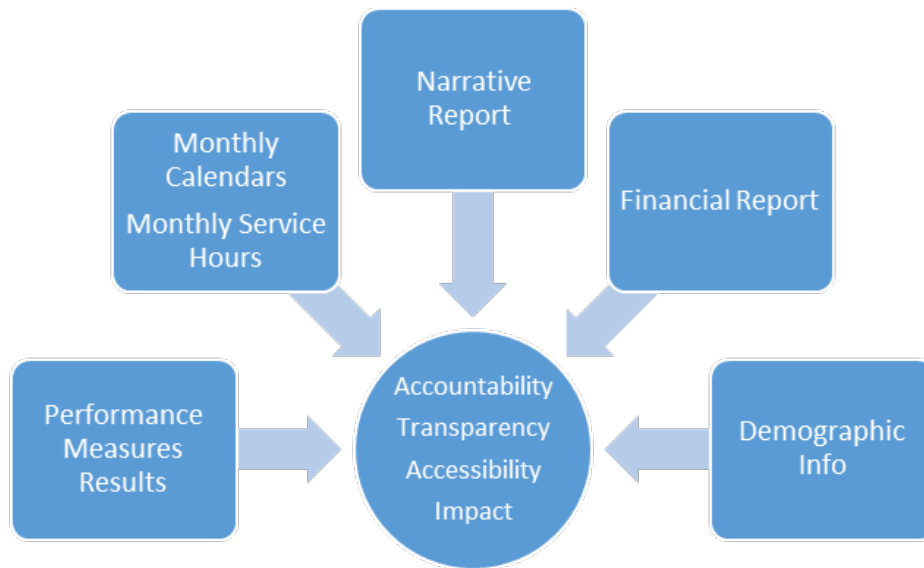 Narrative
Report
Monthly
Calendars
Monthly Service
Hours
Financial Report
Performance
Measures
Results
Accountability
Transparency
Accessibility
Impact
Demographic
Info